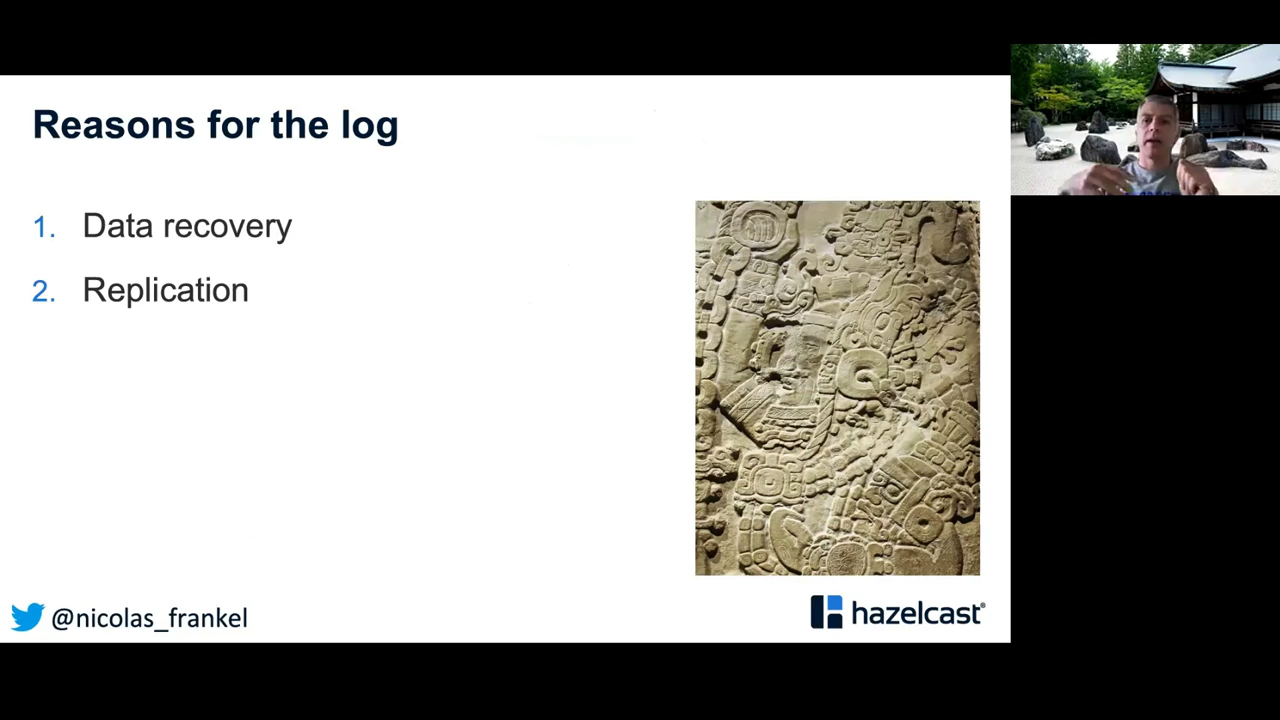 Reasons for the log
1. Data recovery
2. Replication
@nicolas_frankel
hazelcast®